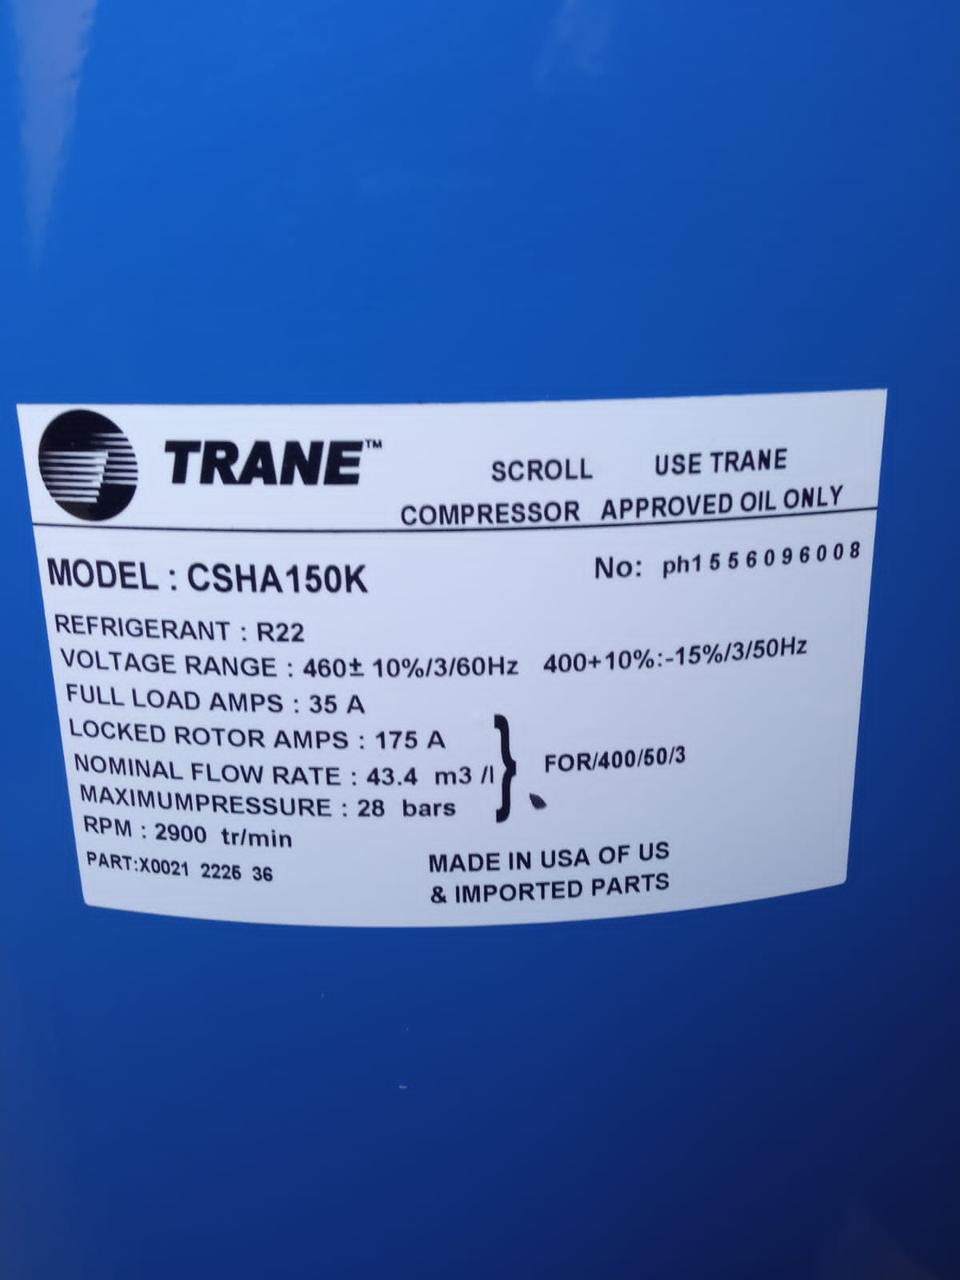 TRANE™
SCROLL
COMPRESSOR
USE TRANE
APPROVED OIL ONLY
MODEL : CSHA150K
No: ph1556096008
REFRIGERANT : R22
VOLTAGE RANGE : 460± 10%/3/60Hz 400+10%:-15%/3/50Hz
FULL LOAD AMPS : 35 A
LOCKED ROTOR AMPS : 175 A
NOMINAL FLOW RATE : 43.4 m3 /l
MAXIMUMPRESSURE : 28 bars
} FOR/400/50/3
RPM : 2900 tr/min
PART:X0021 2226 36
MADE IN USA OF US
& IMPORTED PARTS